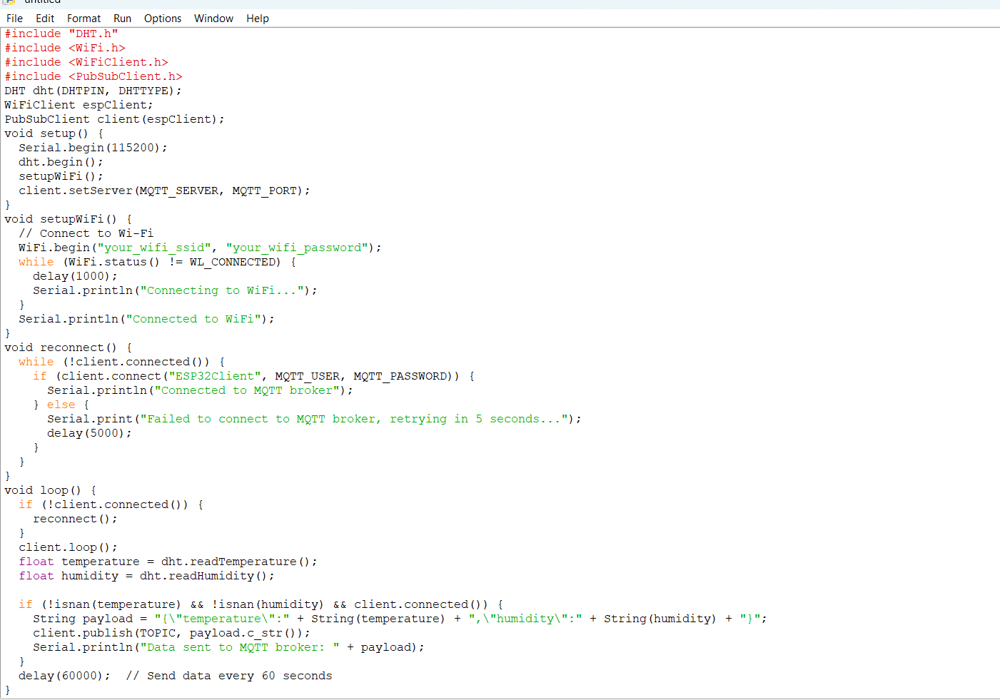 untitled
File Edit Format Run Options Window Help
#include "DHT.h"
#include <WiFi.h>
#include <WiFiClient.h>
#include <PubSubClient.h>
DHT dht(DHTPIN, DHTTYPE);
WiFiClient espClient;
PubSubClient client(espClient);
void setup() {
  Serial.begin(115200);
  dht.begin();
  setupWiFi();
  client.setServer(MQTT_SERVER, MQTT_PORT);
}
void setupWiFi() {
  // Connect to Wi-Fi
  WiFi.begin("your_wifi_ssid", "your_wifi_password");
  while (WiFi.status() != WL_CONNECTED) {
    delay(1000);
    Serial.println("Connecting to WiFi...");
  }
  Serial.println("Connected to WiFi");
}
void reconnect() {
  while (!client.connected()) {
    if (client.connect("ESP32Client", MQTT_USER, MQTT_PASSWORD)) {
      Serial.println("Connected to MQTT broker");
    } else {
      Serial.print("Failed to connect to MQTT broker, retrying in 5 seconds...");
      delay(5000);
    }
  }
}
void loop() {
  if (!client.connected()) {
    reconnect();
  }
  client.loop();
  float temperature = dht.readTemperature();
  float humidity = dht.readHumidity();

  if (!isnan(temperature) && !isnan(humidity) && client.connected()) {
    String payload = "{\"temperature\":" + String(temperature) + ",\"humidity\":" + String(humidity) + "}";
    client.publish(TOPIC, payload.c_str());
    Serial.println("Data sent to MQTT broker: " + payload);
  }
  delay(60000);  // Send data every 60 seconds
}